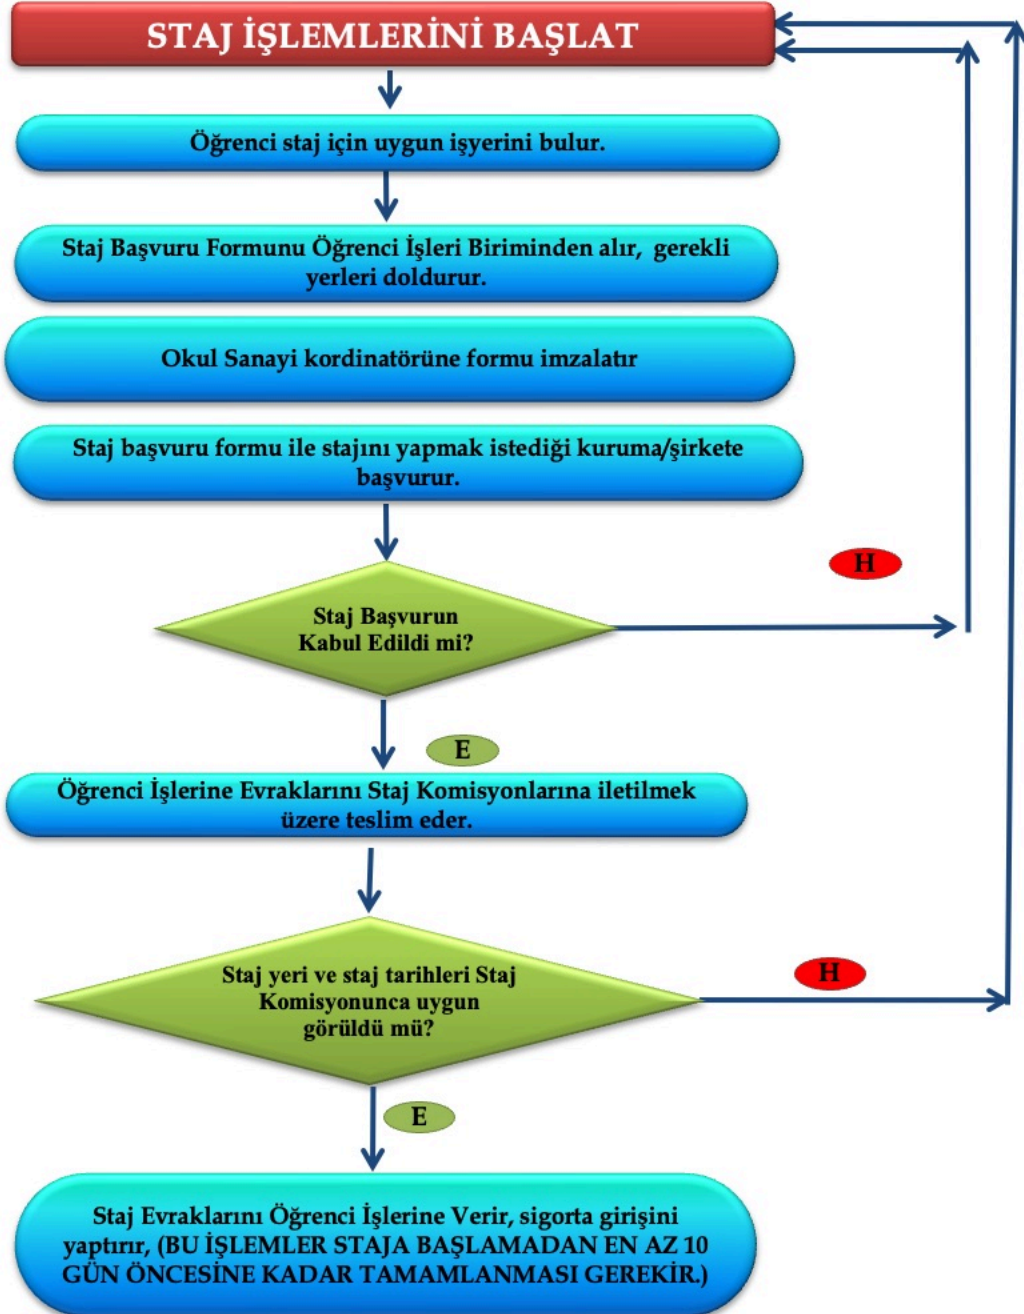 STAJ İŞLEMLERİNİ BAŞLAT
Öğrenci staj için uygun işyerini bulur.
Staj Başvuru Formunu Öğrenci İşleri Biriminden alır, gerekli
yerleri doldurur.
Okul Sanayi kordinatörüne formu imzalatır
Staj başvuru formu ile stajını yapmak istediği kuruma/şirkete
başvurur.
H
Staj Başvurun
Kabul Edildi mi?
E
Öğrenci İşlerine Evraklarını Staj Komisyonlarına iletilmek
üzere teslim eder.
H
Staj yeri ve staj tarihleri Staj
Komisyonunca uygun
görüldü mü?
E
Staj Evraklarını Öğrenci İşlerine Verir, sigorta girişini
yaptırır, (BU İŞLEMLER STAJA BAŞLAMADAN EN AZ 10
GÜN ÖNCESİNE KADAR TAMAMLANMASI GEREKİR.)